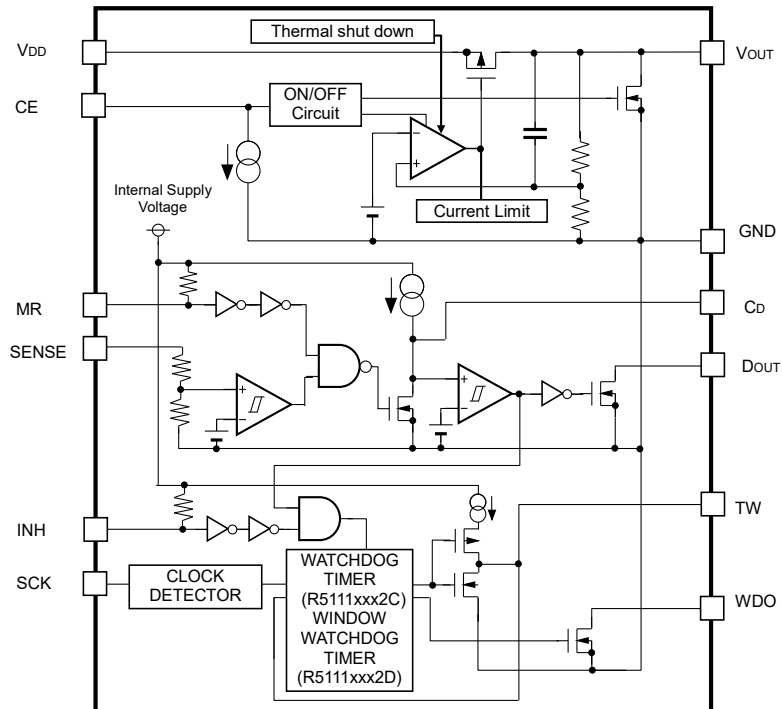 Thermal shut down
VDD
VOUT
CE
ON/OFF
Circuit
-
+
Internal Supply
Voltage
Current Limit
GND
MR
CD
SENSE
DOUT
+
-
+
-
INH
TW
SCK
CLOCK
DETECTOR
WATCHDOG
TIMER
(R5111xxx2C)
WINDOW
WATCHDOG
TIMER
(R5111xxx2D)
WDO